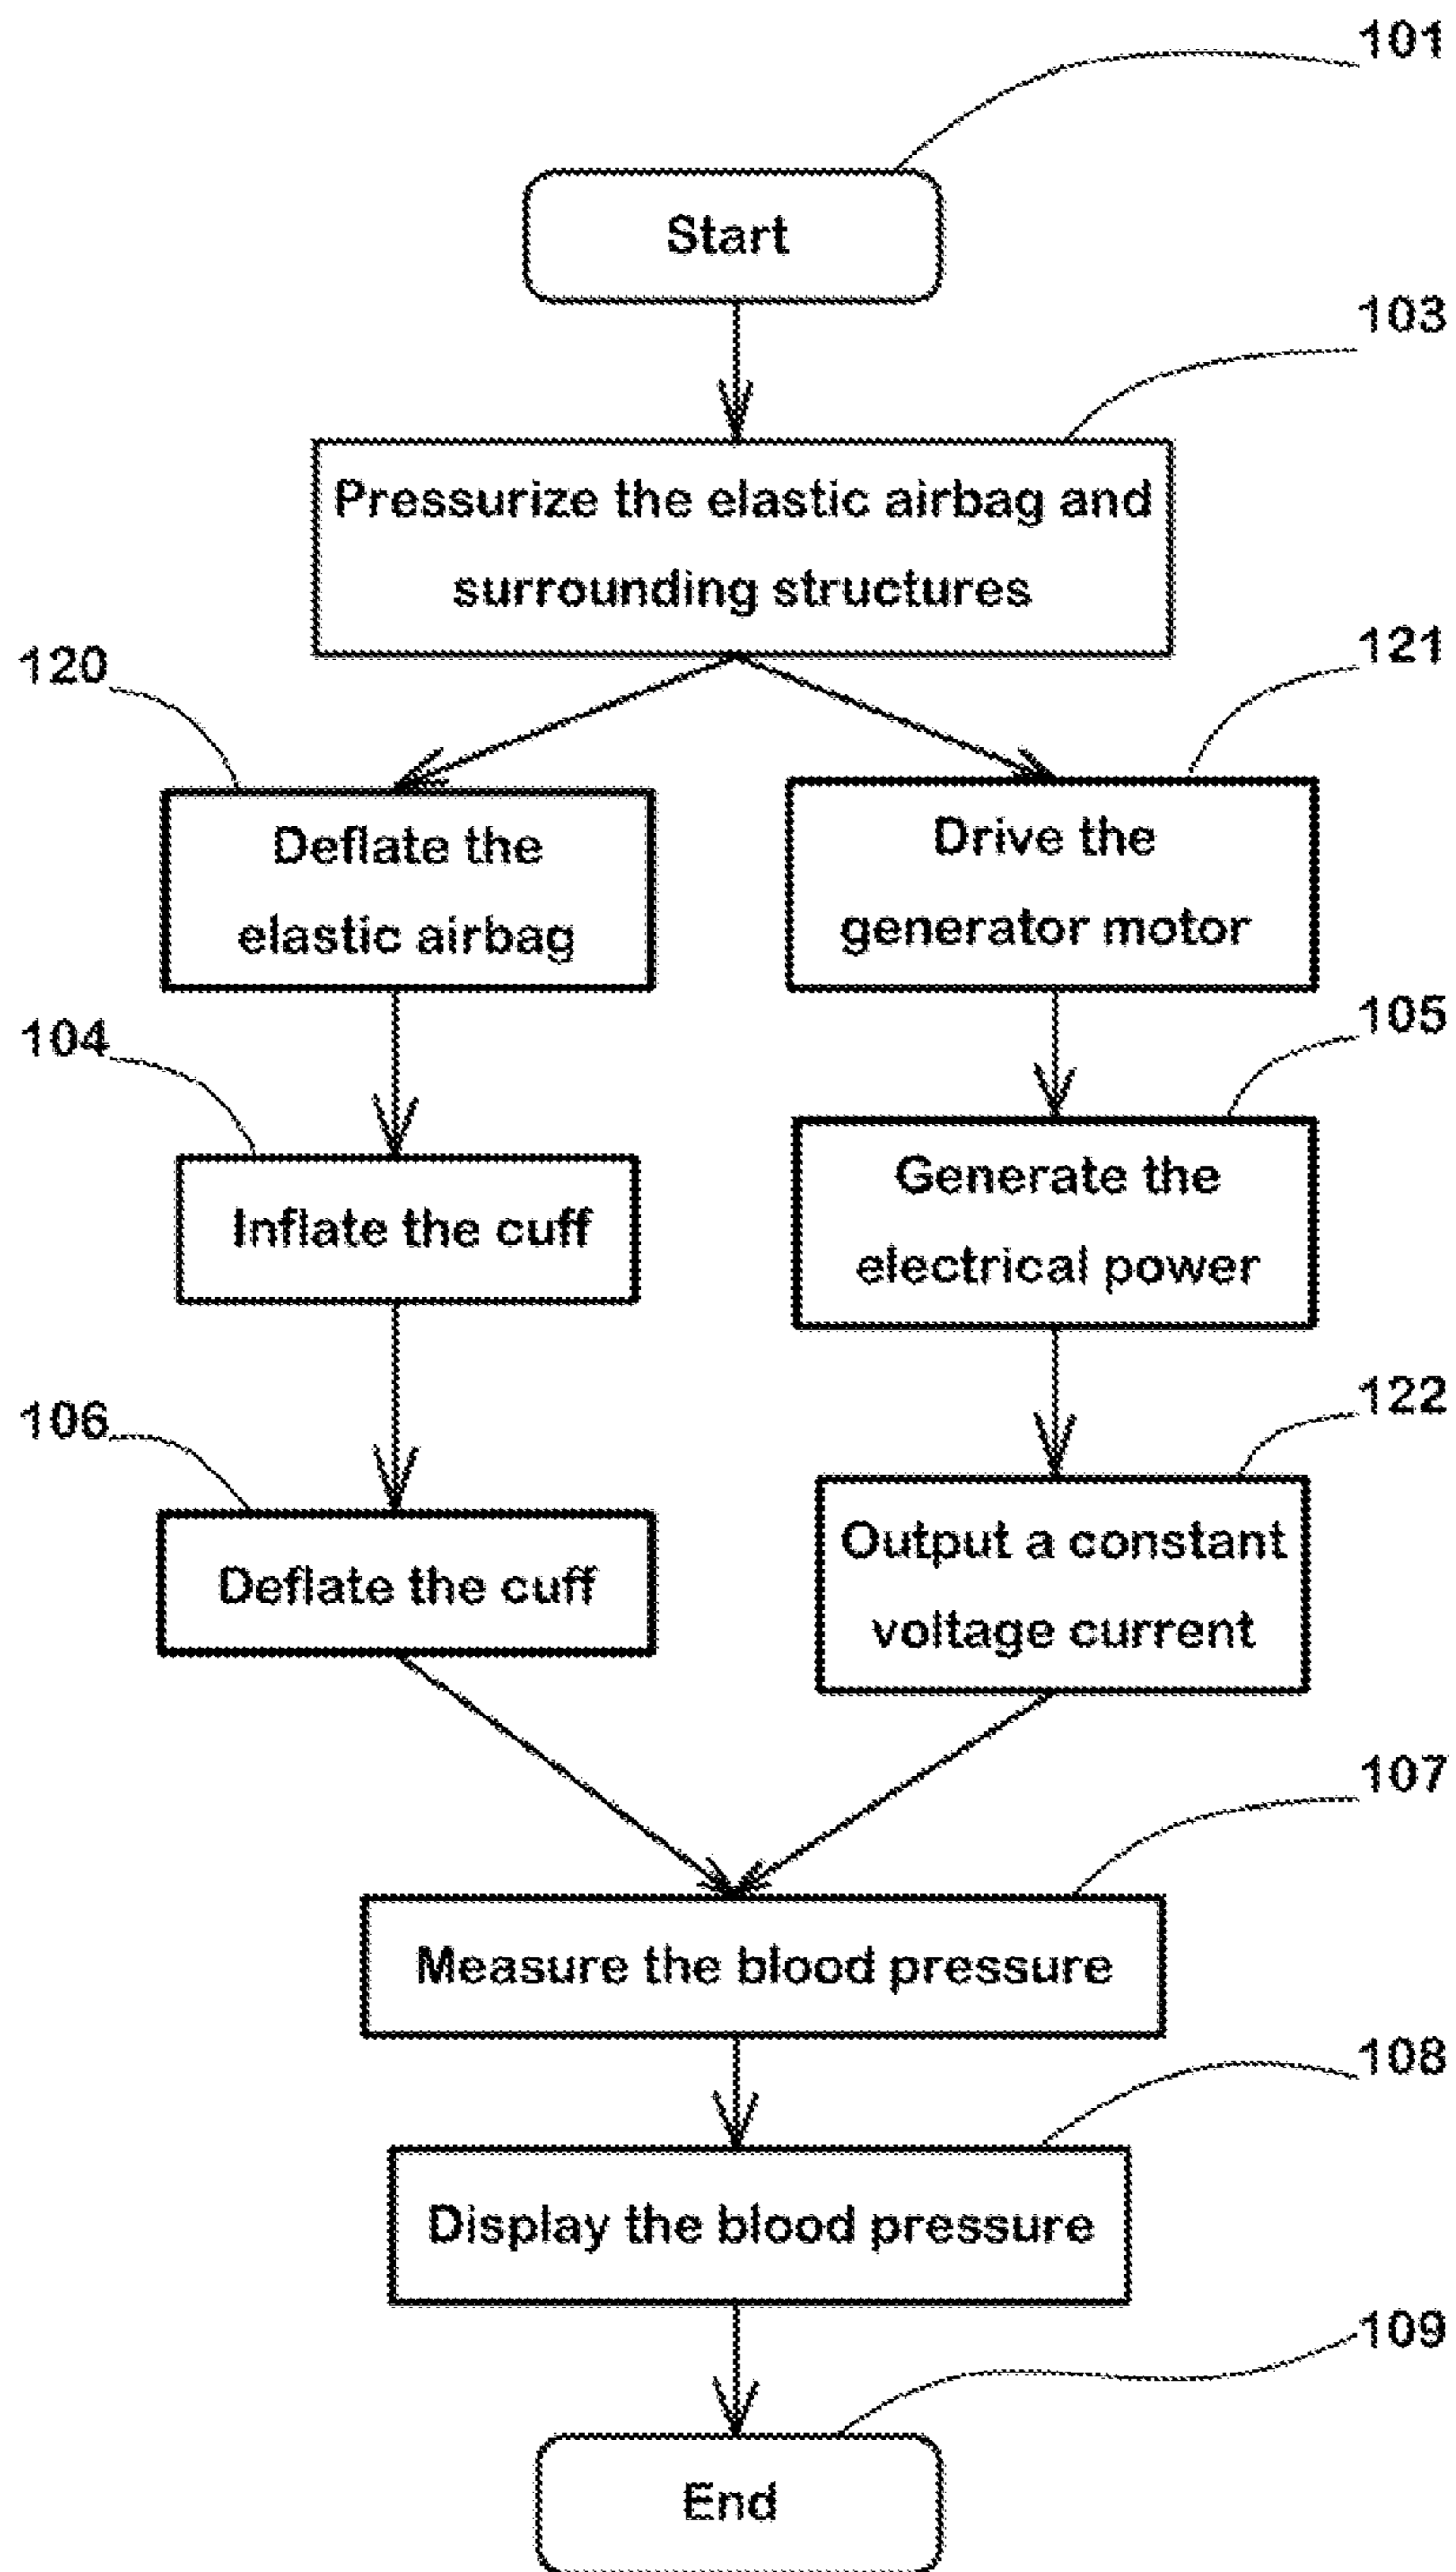 101
Start
103
Pressurize the elastic airbag and
surrounding structures
120
121
Deflate the
elastic airbag
Drive the
generator motor
104
105
Inflate the cuff
Generate the
electrical power
106
122
Deflate the cuff
Output a constant
voltage current
107
Measure the blood pressure
108
Display the blood pressure
109
End